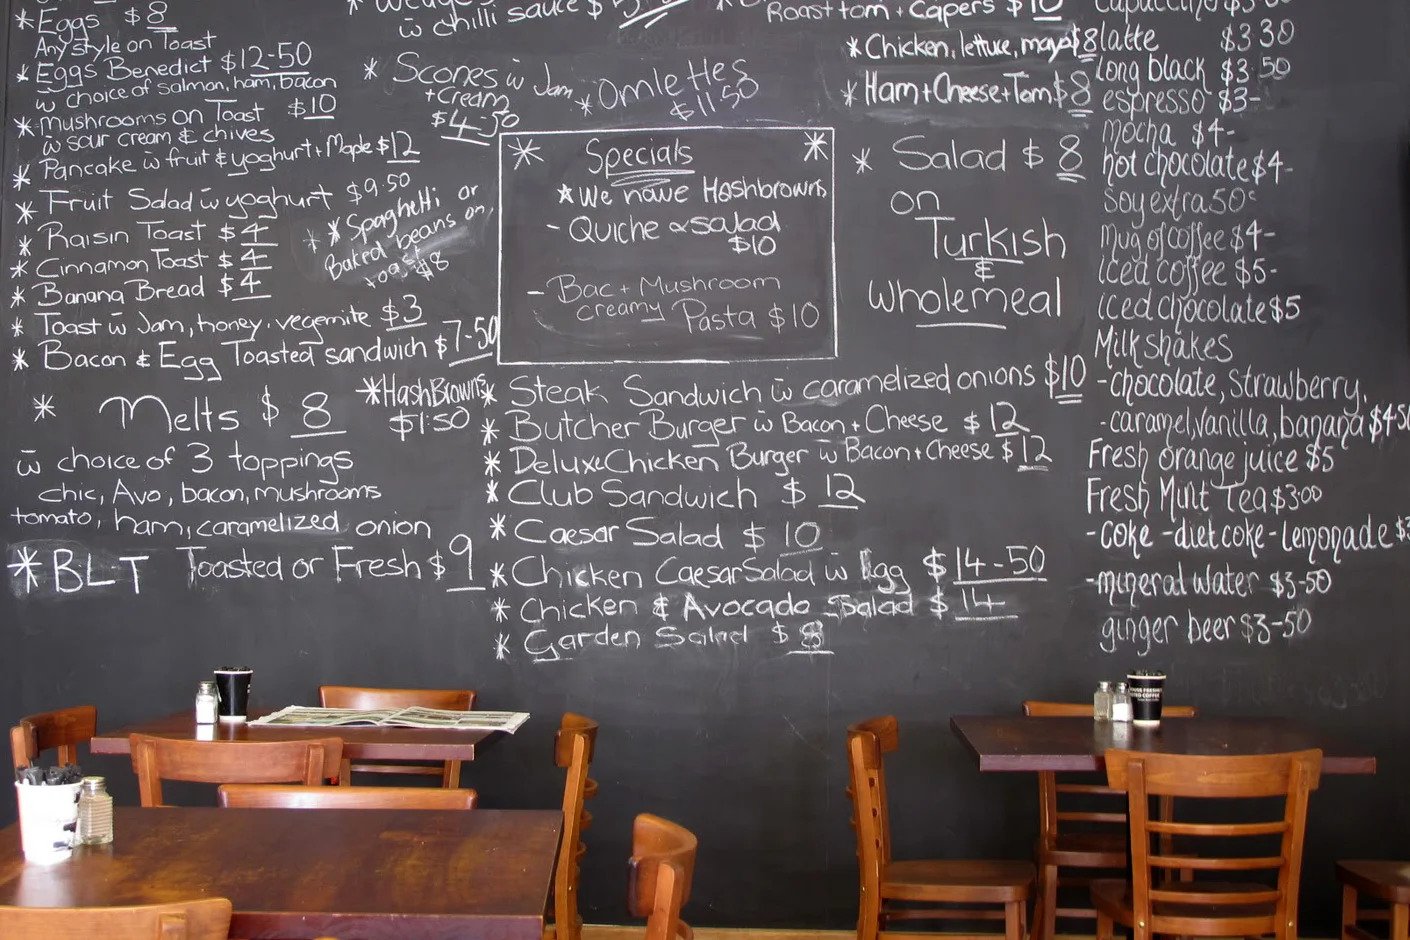 * Eggs $8
Any style on Toast
* Eggs Benedict $12-50
w̄ choice of salmon, ham, bacon
* mushrooms on Toast $10
w̄ sour cream & chives
* Pancake w̄ fruit & yoghurt + Maple $12
* Fruit Salad w̄ yoghurt $9.50
* Raisin Toast $4
* Cinnamon Toast $4
* Banana Bread $4
* Toast w̄ Jam, honey, vegemite $3
* Bacon & Egg Toasted sandwich $7-50
* Spaghetti or
Baked beans on
toast $8
* Melts $8
* HashBrowns
$1.50
w̄ choice of 3 toppings
chic, Avo, bacon, mushrooms
tomato, ham, caramelized onion
* BLT Toasted or Fresh $9
w̄ chilli sauce $
* Scones w̄ Jam
+ Cream
$4-50
* Omlettes
$11.50
* Specials *
* We have Hashbrowns
- Quiche & salad
$10
- Bac + Mushroom
creamy Pasta $10
* Steak Sandwich w̄ caramelized onions $10
* Butcher Burger w̄ Bacon + Cheese $12
* Deluxe Chicken Burger w̄ Bacon + Cheese $12
* Club Sandwich $12
* Caesar Salad $10
* Chicken Caesar Salad w̄ Egg $14-50
* Chicken & Avocado Salad $14
* Garden Salad $8
Roast tom + Capers $10
* Chicken, lettuce, mayo $8
* Ham + Cheese + Tom $8
* Salad $8
on
Turkish
&
wholemeal
Capuccino
latte $3 30
long black $3.50
espresso $3-
mocha $4-
hot chocolate $4-
Soy extra 50c
mug of coffee $4-
Iced coffee $5-
Iced chocolate $5
Milkshakes
- chocolate, strawberry,
- caramel, vanilla, banana $4-50
Fresh orange juice $5
Fresh Mint Tea $3.00
- coke - diet coke - lemonade $3
- mineral water $3-50
ginger beer $3-50